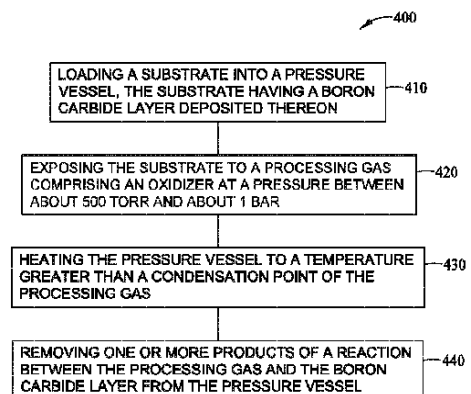 400
LOADING A SUBSTRATE INTO A PRESSURE
VESSEL, THE SUBSTRATE HAVING A BORON
CARBIDE LAYER DEPOSITED THEREON
410
EXPOSING THE SUBSTRATE TO A PROCESSING GAS
COMPRISING AN OXIDIZER AT A PRESSURE BETWEEN
ABOUT 500 TORR AND ABOUT 1 BAR
420
HEATING THE PRESSURE VESSEL TO A TEMPERATURE
GREATER THAN A CONDENSATION POINT OF THE
PROCESSING GAS
430
REMOVING ONE OR MORE PRODUCTS OF A REACTION
BETWEEN THE PROCESSING GAS AND THE BORON
CARBIDE LAYER FROM THE PRESSURE VESSEL
440